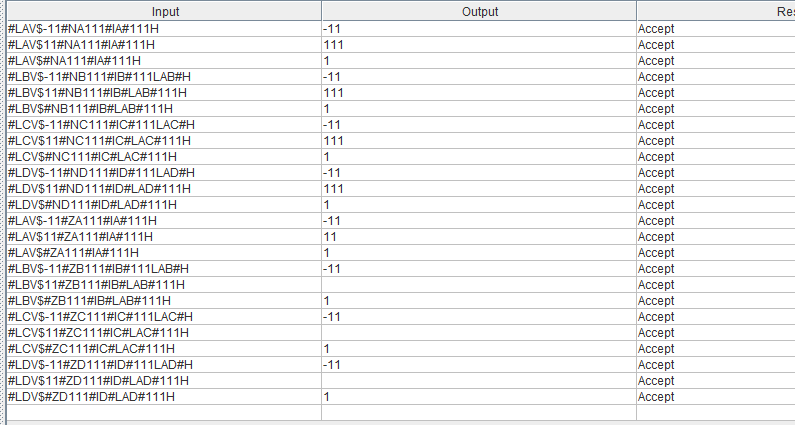 Input Output Res
#LAV$-11#NA111#IA#111H -11 Accept
#LAV$11#NA111#IA#111H 111 Accept
#LAV$#NA111#IA#111H 1 Accept
#LBV$-11#NB111#IB#111LAB#H -11 Accept
#LBV$11#NB111#IB#LAB#111H 111 Accept
#LBV$#NB111#IB#LAB#111H 1 Accept
#LCV$-11#NC111#IC#111LAC#H -11 Accept
#LCV$11#NC111#IC#LAC#111H 111 Accept
#LCV$#NC111#IC#LAC#111H 1 Accept
#LDV$-11#ND111#ID#111LAD#H -11 Accept
#LDV$11#ND111#ID#LAD#111H 111 Accept
#LDV$#ND111#ID#LAD#111H 1 Accept
#LAV$-11#ZA111#IA#111H -11 Accept
#LAV$11#ZA111#IA#111H 11 Accept
#LAV$#ZA111#IA#111H 1 Accept
#LBV$-11#ZB111#IB#111LAB#H -11 Accept
#LBV$11#ZB111#IB#LAB#111H Accept
#LBV$#ZB111#IB#LAB#111H 1 Accept
#LCV$-11#ZC111#IC#111LAC#H -11 Accept
#LCV$11#ZC111#IC#LAC#111H Accept
#LCV$#ZC111#IC#LAC#111H 1 Accept
#LDV$-11#ZD111#ID#111LAD#H -11 Accept
#LDV$11#ZD111#ID#LAD#111H Accept
#LDV$#ZD111#ID#LAD#111H 1 Accept